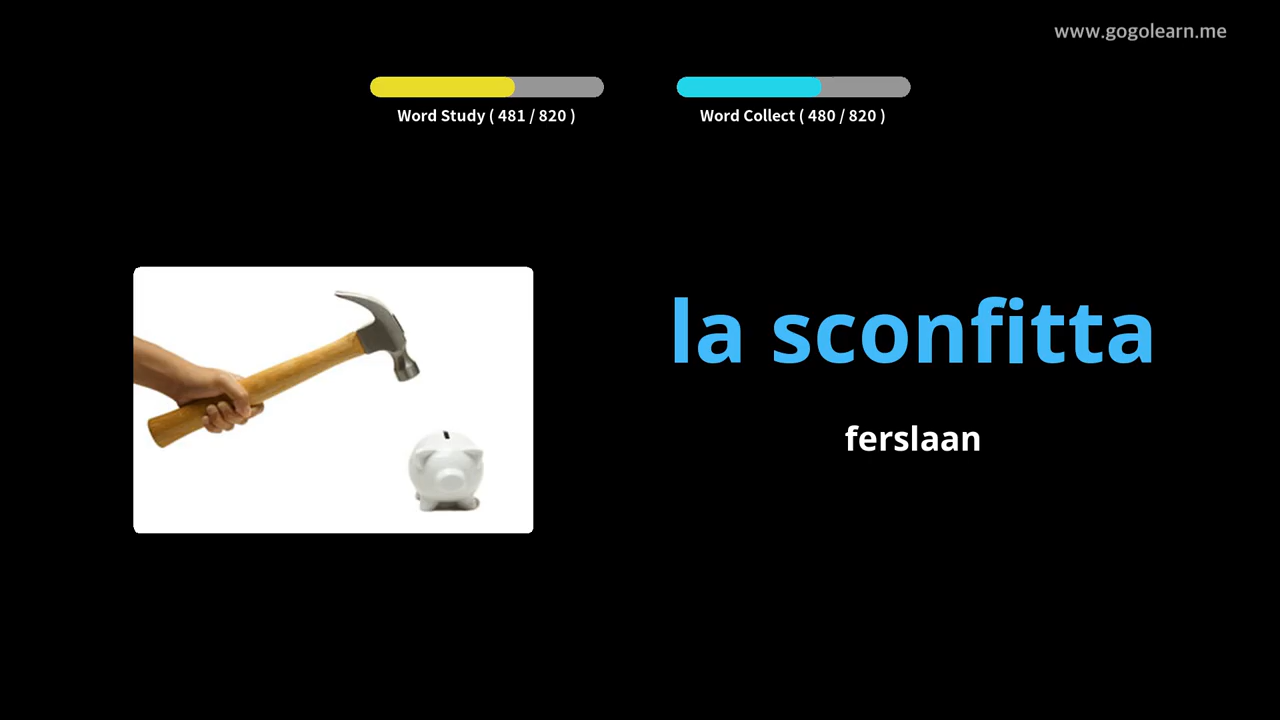 www.gogolearn.me
Word Study ( 481 / 820 )
Word Collect ( 480 / 820 )
la sconfitta
ferslaan